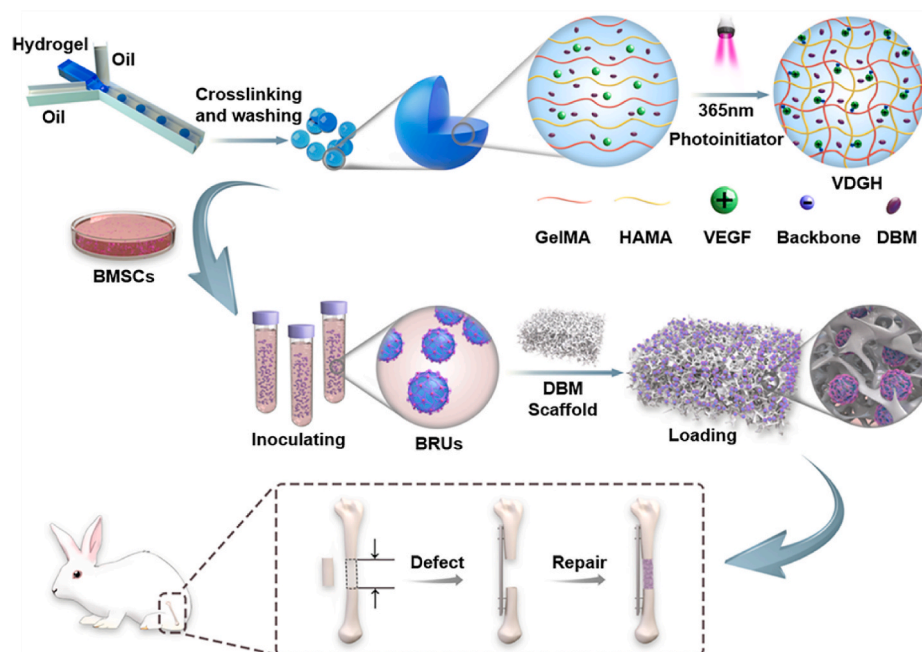 Hydrogel
Oil
Oil
Crosslinking
and washing
365nm
Photoinitiator
VDGH
GelMA
HAMA
+
VEGF
-
Backbone
DBM
BMSCs
Inoculating
BRUs
DBM
Scaffold
Loading
Defect
Repair